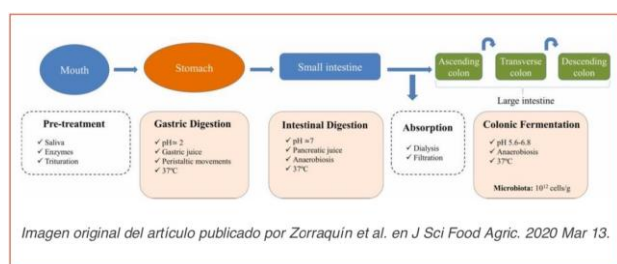 Mouth
Stomach
Small intestine
Ascending
colon
Transverse
colon
Descending
colon
Large intestine
Pre-treatment
✓ Saliva
✓ Enzymes
✓ Trituration
Gastric Digestion
✓ pH≈ 2
✓ Gastric juice
✓ Peristaltic movements
✓ 37ºC
Intestinal Digestion
✓ pH ≈7
✓ Pancreatic juice
✓ Anaerobiosis
✓ 37ºC
Absorption
✓ Dialysis
✓ Filtration
Colonic Fermentation
✓ pH 5.6-6.8
✓ Anaerobiosis
✓ 37ºC
Microbiota: 10¹² cells/g
Imagen original del artículo publicado por Zorraquín et al. en J Sci Food Agric. 2020 Mar 13.